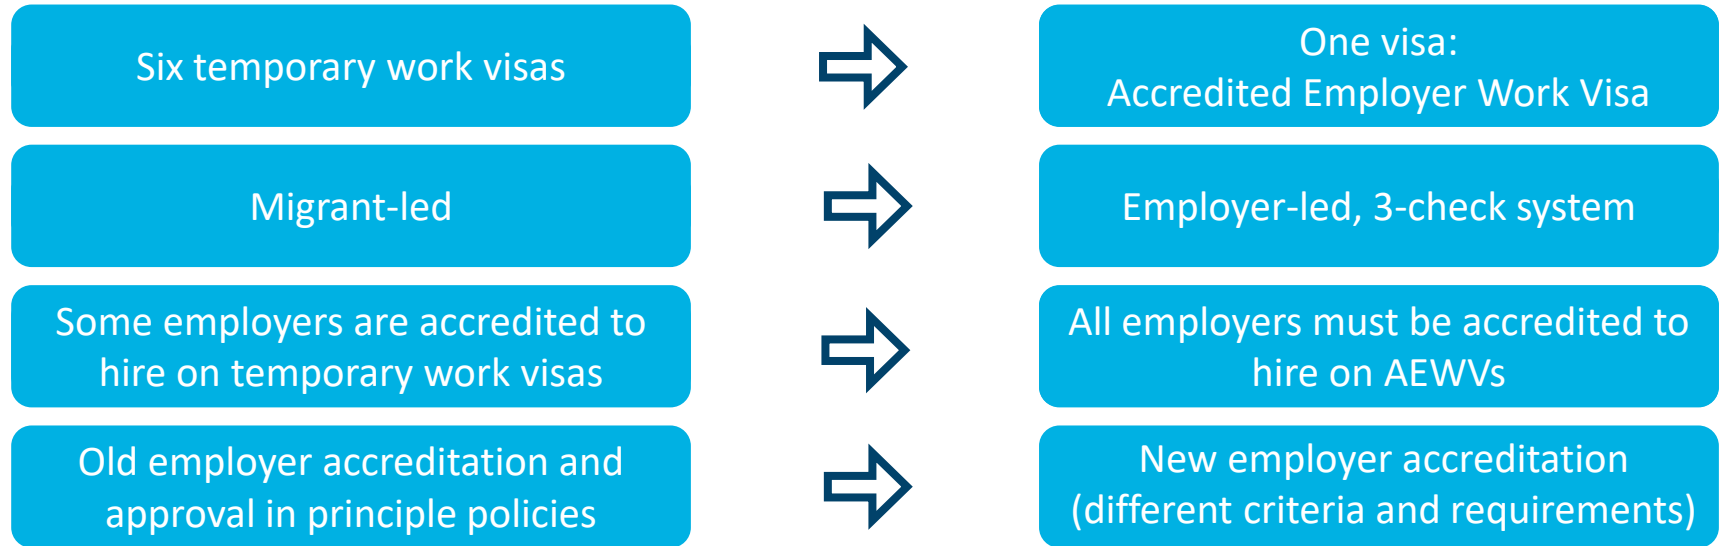 Six temporary work visas
One visa:
Accredited Employer Work Visa
Migrant-led
Employer-led, 3-check system
Some employers are accredited to
hire on temporary work visas
All employers must be accredited to
hire on AEWVs
Old employer accreditation and
approval in principle policies
New employer accreditation
(different criteria and requirements)